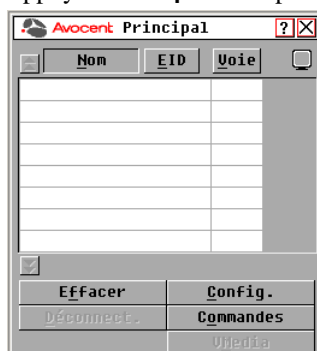 Avocent Principal ? X
Nom EID Voie
Effacer Config.
Déconnect. Commandes
VMedia